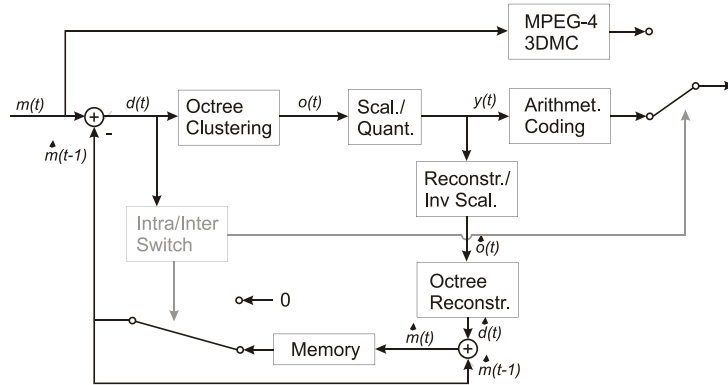 MPEG-4
3DMC
m(t)
d(t)
Octree
Clustering
o(t)
Scal./
Quant.
y(t)
Arithmet.
Coding
+
-
m̂(t-1)
Reconstr./
Inv Scal.
Intra/Inter
Switch
ô(t)
Octree
Reconstr.
0
m̂(t)
d̂(t)
Memory
+
m̂(t-1)